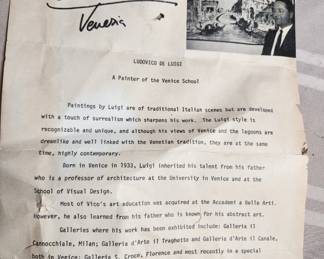 Venezia
LUDOVICO DE LUIGI
A Painter of the Venice School
Paintings by Luigi are of traditional Italian scenes but are developed
with a touch of surrealism which sharpens his work. The Luigi style is
recognizable and unique, and although his views of Venice and the lagoons are
dreamlike and well linked with the Venetian tradition, they are at the same
time, highly contemporary.
Born in Venice in 1933, Luigi inherited his talent from his father
who is a professor of architecture at the University in Venice and at the
School of Visual Design.
Most of Vico's art education was acquired at the Accademi a Belle Arti.
However, he also learned from his father who is known for his abstract art.
Galleries where his work has been exhibited include: Galleria il
Cannocchiale, Milan; Galleria d'Arte il Traghetto and Galleria d'Arte il Canale,
both in Venice; Galleria S. Croce, Florence and most recently in a special